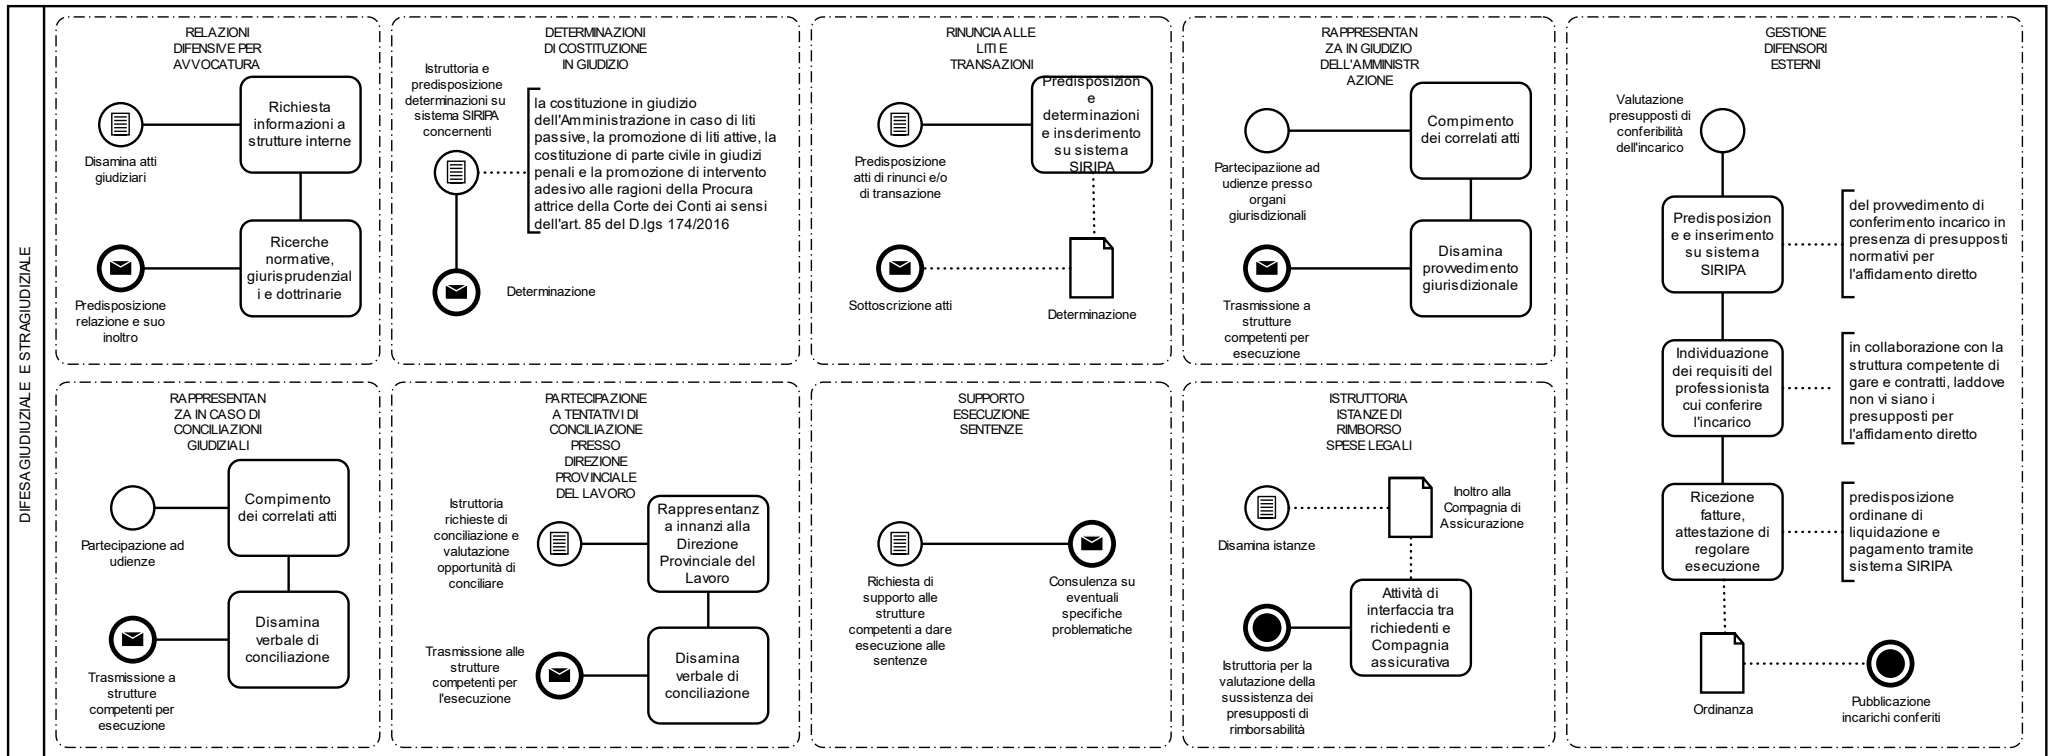 DIFESA GIUDIUZIALE E STRAGIUDIZIALE
RELAZIONI
DIFENSIVE PER
AVVOCATURA
Disamina atti
giudiziari
Richiesta
informazioni a
strutture interne
Ricerche
normative,
giurisprudenzial
i e dottrinarie
Predisposizione
relazione e suo
inoltro
DETERMINAZIONI
DI COSTITUZIONE
IN GIUDIZIO
Istruttoria e
predisposizione
determinazioni su
sistema SIRIPA
concernenti
la costituzione in giudizio
dell'Amministrazione in caso di liti
passive, la promozione di liti attive, la
costituzione di parte civile in giudizi
penali e la promozione di intervento
adesivo alle ragioni della Procura
attrice della Corte dei Conti ai sensi
dell'art. 85 del D.lgs 174/2016
Determinazione
RINUNCIA ALLE
LITI E
TRANSAZIONI
Predisposizione
atti di rinunci e/o
di transazione
Predisposizion
e
determinazioni
e insderimento
su sistema
SIRIPA
Sottoscrizione atti
Determinazione
RAPPRESENTAN
ZA IN GIUDIZIO
DELL'AMMINISTR
AZIONE
Partecipaziine ad
udienze presso
organi
giurisdizionali
Compimento
dei correlati atti
Disamina
provvedimento
giurisdizionale
Trasmissione a
strutture
competenti per
esecuzione
GESTIONE
DIFENSORI
ESTERNI
Valutazione
presupposti di
conferibilità
dell'incarico
Predisposizion
e e inserimento
su sistema
SIRIPA
del provvedimento di
conferimento incarico in
presenza di presupposti
normativi per
l'affidamento diretto
Individuazione
dei requisiti del
professionista
cui conferire
l'incarico
in collaborazione con la
struttura competente di
gare e contratti, laddove
non vi siano i
presupposti per
l'affidamento diretto
Ricezione
fatture,
attestazione di
regolare
esecuzione
predisposizione
ordinane di
liquidazione e
pagamento tramite
sistema SIRIPA
Ordinanza
Pubblicazione
incarichi conferiti
RAPPRESENTAN
ZA IN CASO DI
CONCILIAZIONI
GIUDIZIALI
Partecipazione ad
udienze
Compimento
dei correlati atti
Disamina
verbale di
conciliazione
Trasmissione a
strutture
competenti per
esecuzione
PARTECIPAZIONE
A TENTATIVI DI
CONCILIAZIONE
PRESSO
DIREZIONE
PROVINCIALE
DEL LAVORO
Istruttoria
richieste di
conciliazione e
valutazione
opportunità di
conciliare
Rappresentanz
a innanzi alla
Direzione
Provinciale del
Lavoro
Trasmissione alle
strutture
competenti per
l'esecuzione
Disamina
verbale di
conciliazione
SUPPORTO
ESECUZIONE
SENTENZE
Richiesta di
supporto alle
strutture
competenti a dare
esecuzione alle
sentenze
Consulenza su
eventuali
specifiche
problematiche
ISTRUTTORIA
ISTANZE DI
RIMBORSO
SPESE LEGALI
Disamina istanze
Inoltro alla
Compagnia di
Assicurazione
Attività di
interfaccia tra
richiedenti e
Compagnia
assicurativa
Istruttoria per la
valutazione della
sussistenza dei
presupposti di
rimborsabilità